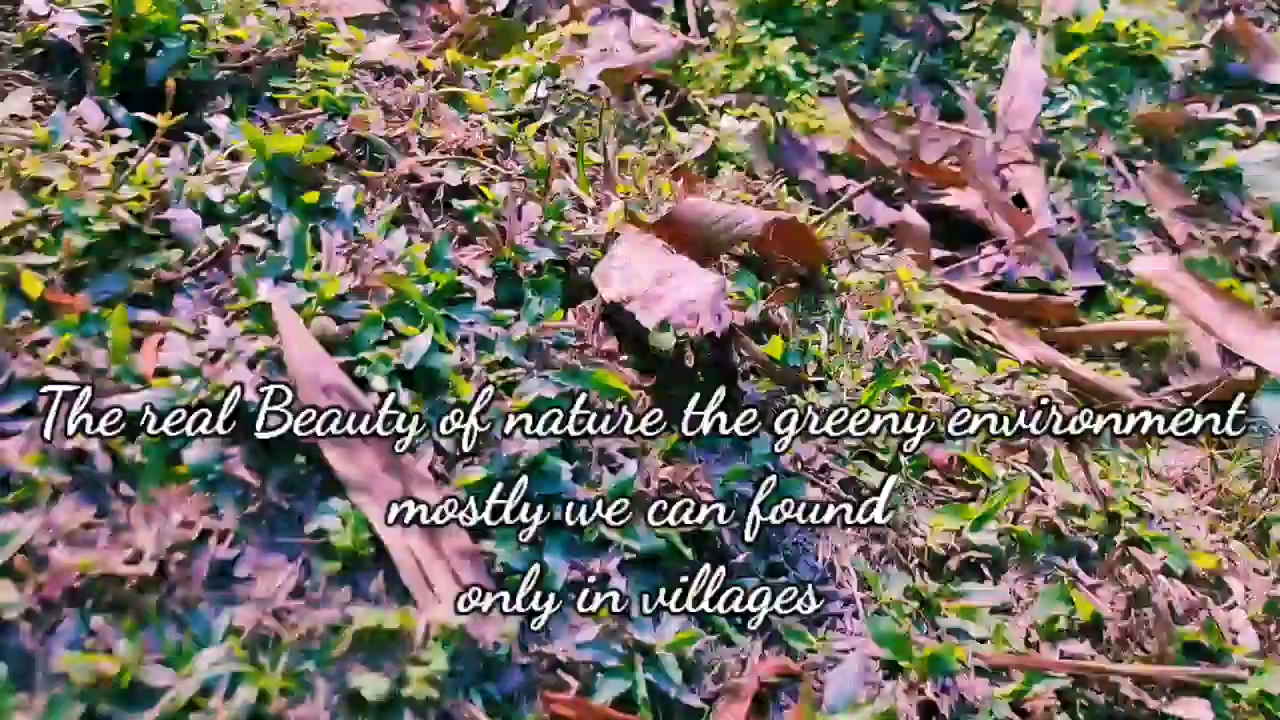 The real Beauty of nature the greeny environment
mostly we can found
only in villages